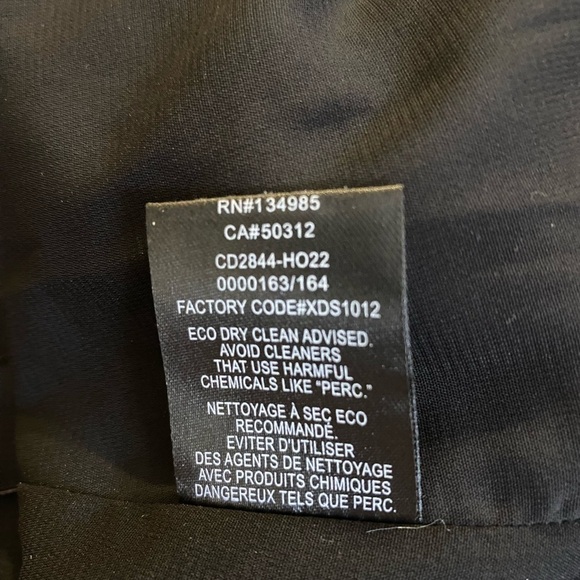 RN#134985
CA#50312
CD2844-HO22
0000163/164
FACTORY CODE#XDS1012
ECO DRY CLEAN ADVISED.
AVOID CLEANERS
THAT USE HARMFUL
CHEMICALS LIKE "PERC."
NETTOYAGE À SEC ECO
RECOMMANDÉ.
EVITER D'UTILISER
DES AGENTS DE NETTOYAGE
AVEC PRODUITS CHIMIQUES
DANGEREUX TELS QUE PERC.